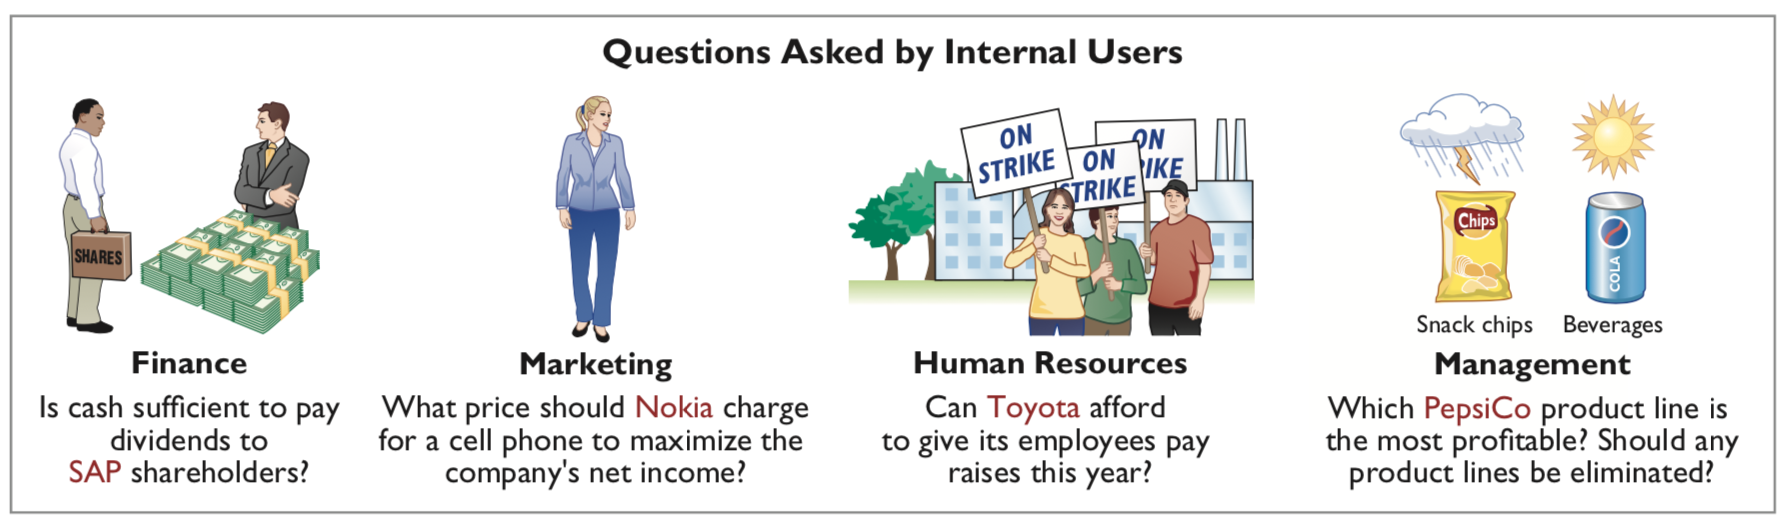 Questions Asked by Internal Users
SHARES
Finance
Is cash sufficient to pay
dividends to
SAP shareholders?
Marketing
What price should Nokia charge
for a cell phone to maximize the
company's net income?
ON
STRIKE
ON
STRIKE
ON
IKE
Human Resources
Can Toyota afford
to give its employees pay
raises this year?
Chips
COLA
Snack chips
Beverages
Management
Which PepsiCo product line is
the most profitable? Should any
product lines be eliminated?